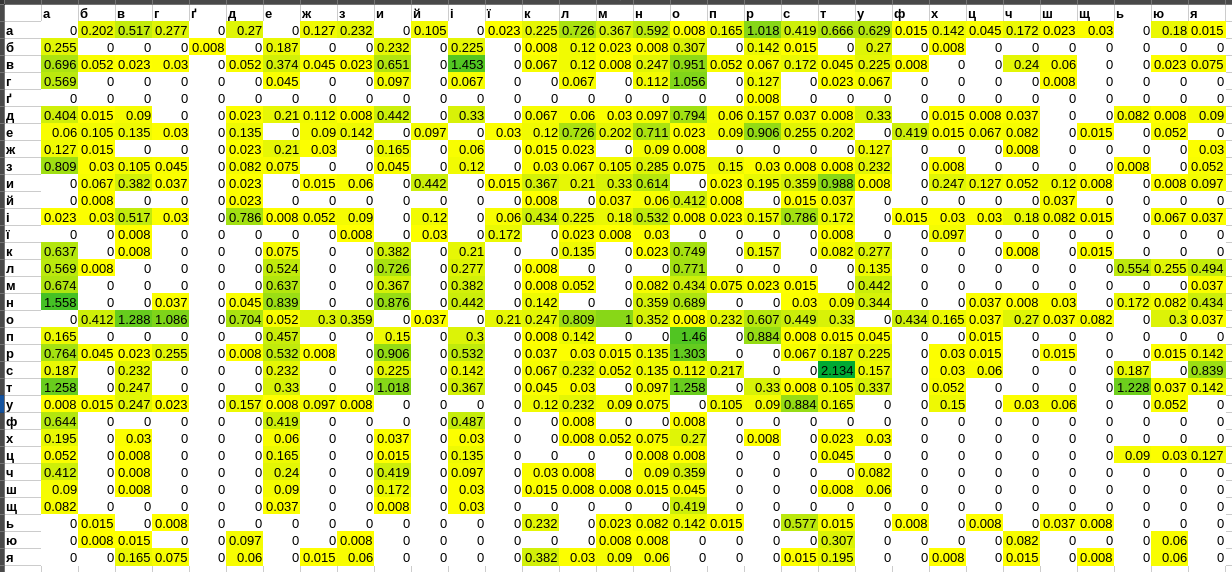 а б в г ґ д е ж з и й і ї к л м н о п р с т у ф х ц ч ш щ ь ю я
а 0 0.202 0.517 0.277 0 0.27 0 0.127 0.232 0 0.105 0 0.023 0.225 0.726 0.367 0.592 0.008 0.165 1.018 0.419 0.666 0.629 0.015 0.142 0.045 0.172 0.023 0.03 0 0.18 0.015
б 0.255 0 0 0 0.008 0 0.187 0 0 0.232 0 0.225 0 0.008 0.12 0.023 0.008 0.307 0 0.142 0.015 0 0.27 0 0.008 0 0 0 0 0 0 0
в 0.696 0.052 0.023 0.03 0 0.052 0.374 0.045 0.023 0.651 0 1.453 0 0.067 0.12 0.008 0.247 0.951 0.052 0.067 0.172 0.045 0.225 0.008 0 0 0.24 0.06 0 0 0.023 0.075
г 0.569 0 0 0 0 0 0.045 0 0 0.097 0 0.067 0 0 0.067 0 0.112 1.056 0 0.127 0 0.023 0.067 0 0 0 0 0.008 0 0 0 0
ґ 0 0 0 0 0 0 0 0 0 0 0 0 0 0 0 0 0 0 0 0.008 0 0 0 0 0 0 0 0 0 0 0 0
д 0.404 0.015 0.09 0 0 0.023 0.21 0.112 0.008 0.442 0 0.33 0 0.067 0.06 0.03 0.097 0.794 0.06 0.157 0.037 0.008 0.33 0 0.015 0.008 0.037 0 0 0.082 0.008 0.09
е 0.06 0.105 0.135 0.03 0 0.135 0 0.09 0.142 0 0.097 0 0.03 0.12 0.726 0.202 0.711 0.023 0.09 0.906 0.255 0.202 0 0.419 0.015 0.067 0.082 0 0.015 0 0.052 0
ж 0.127 0.015 0 0 0 0.023 0.21 0.03 0 0.165 0 0.06 0 0.015 0.023 0 0.09 0.008 0 0 0 0 0.127 0 0 0 0.008 0 0 0 0 0.03
з 0.809 0.03 0.105 0.045 0 0.082 0.075 0 0 0.045 0 0.12 0 0.03 0.067 0.105 0.285 0.075 0.15 0.03 0.008 0.008 0.232 0 0.008 0 0 0 0 0.008 0 0.052
и 0 0.067 0.382 0.037 0 0.023 0 0.015 0.06 0 0.442 0 0.015 0.367 0.21 0.33 0.614 0 0.023 0.195 0.359 0.988 0.008 0 0.247 0.127 0.052 0.12 0.008 0 0.008 0.097
й 0 0.008 0 0 0 0.023 0 0 0 0 0 0 0 0.008 0 0.037 0.06 0.412 0.008 0 0.015 0.037 0 0 0 0 0 0.037 0 0 0 0
і 0.023 0.03 0.517 0.03 0 0.786 0.008 0.052 0.09 0 0.12 0 0.06 0.434 0.225 0.18 0.532 0.008 0.023 0.157 0.786 0.172 0 0.015 0.03 0.03 0.18 0.082 0.015 0 0.067 0.037
ї 0 0 0.008 0 0 0 0 0 0.008 0 0.03 0 0.172 0 0.023 0.008 0.03 0 0 0 0 0.008 0 0 0.097 0 0 0 0 0 0 0
к 0.637 0 0.008 0 0 0 0.075 0 0 0.382 0 0.21 0 0 0.135 0 0.023 0.749 0 0.157 0 0.082 0.277 0 0 0 0.008 0 0.015 0 0 0
л 0.569 0.008 0 0 0 0 0.524 0 0 0.726 0 0.277 0 0.008 0 0 0 0.771 0 0 0 0 0.135 0 0 0 0 0 0 0.554 0.255 0.494
м 0.674 0 0 0 0 0 0.637 0 0 0.367 0 0.382 0 0.008 0.052 0 0.082 0.434 0.075 0.023 0.015 0 0.442 0 0 0 0 0 0 0 0 0.037
н 1.558 0 0 0.037 0 0.045 0.839 0 0 0.876 0 0.442 0 0.142 0 0 0.359 0.689 0 0 0.03 0.09 0.344 0 0 0.037 0.008 0.03 0 0.172 0.082 0.434
о 0 0.412 1.288 1.086 0 0.704 0.052 0.3 0.359 0 0.037 0 0.21 0.247 0.809 1 0.352 0.008 0.232 0.607 0.449 0.33 0 0.434 0.165 0.037 0.27 0.037 0.082 0 0.3 0.037
п 0.165 0 0 0 0 0 0.457 0 0 0.15 0 0.3 0 0.008 0.142 0 0 1.46 0 0.884 0.008 0.015 0.045 0 0 0.015 0 0 0 0 0 0
р 0.764 0.045 0.023 0.255 0 0.008 0.532 0.008 0 0.906 0 0.532 0 0.037 0.03 0.015 0.135 1.303 0 0 0.067 0.187 0.225 0 0.03 0.015 0 0.015 0 0 0.015 0.142
с 0.187 0 0.232 0 0 0 0.232 0 0 0.225 0 0.142 0 0.067 0.232 0.052 0.135 0.112 0.217 0 0 2.134 0.157 0 0.03 0.06 0 0 0 0.187 0 0.839
т 1.258 0 0.247 0 0 0 0.33 0 0 1.018 0 0.367 0 0.045 0.03 0 0.097 1.258 0 0.33 0.008 0.105 0.337 0 0.052 0 0 0 0 1.228 0.037 0.142
у 0.008 0.015 0.247 0.023 0 0.157 0.008 0.097 0.008 0 0 0 0 0.12 0.232 0.09 0.075 0 0.105 0.09 0.884 0.165 0 0 0.15 0 0.03 0.06 0 0 0.052 0
ф 0.644 0 0 0 0 0 0.419 0 0 0 0 0.487 0 0 0.008 0 0 0.008 0 0 0 0 0 0 0 0 0 0 0 0 0 0
х 0.195 0 0.03 0 0 0 0.06 0 0 0.037 0 0.03 0 0 0.008 0.052 0.075 0.27 0 0.008 0 0.023 0.03 0 0 0 0 0 0 0 0 0
ц 0.052 0 0.008 0 0 0 0.165 0 0 0.015 0 0.135 0 0 0 0 0.008 0.008 0 0 0 0.045 0 0 0 0 0 0 0 0.09 0.03 0.127
ч 0.412 0 0.008 0 0 0 0.24 0 0 0.419 0 0.097 0 0.03 0.008 0 0.09 0.359 0 0 0 0 0.082 0 0 0 0 0 0 0 0 0
ш 0.09 0 0.008 0 0 0 0.09 0 0 0.172 0 0.03 0 0.015 0.008 0.008 0.015 0.045 0 0 0 0.008 0.06 0 0 0 0 0 0 0 0 0
щ 0.082 0 0 0 0 0 0.037 0 0 0.008 0 0.03 0 0 0 0 0 0.419 0 0 0 0 0 0 0 0 0 0 0 0 0 0
ь 0 0.015 0 0.008 0 0 0 0 0 0 0 0 0 0.232 0 0.023 0.082 0.142 0.015 0 0.577 0.015 0 0.008 0 0.008 0 0.037 0.008 0 0 0
ю 0 0.008 0.015 0 0 0.097 0 0 0.008 0 0 0 0 0 0 0.008 0.008 0 0 0 0 0.307 0 0 0 0 0.082 0 0 0 0.06 0
я 0 0 0.165 0.075 0 0.06 0 0.015 0.06 0 0 0 0 0.382 0.03 0.09 0.06 0 0 0 0.015 0.195 0 0 0.008 0 0.015 0 0.008 0 0.06 0